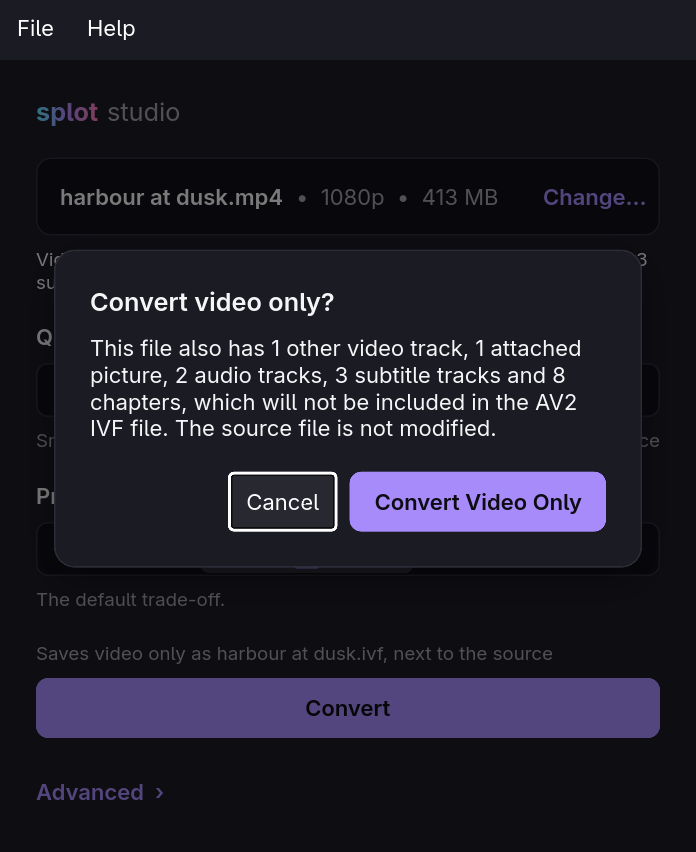 File Help
splot studio
harbour at dusk.mp4 • 1080p • 413 MB Change...
Convert video only?
This file also has 1 other video track, 1 attached
picture, 2 audio tracks, 3 subtitle tracks and 8
chapters, which will not be included in the AV2
IVF file. The source file is not modified.
Cancel Convert Video Only
The default trade-off.
Saves video only as harbour at dusk.ivf, next to the source
Convert
Advanced ›